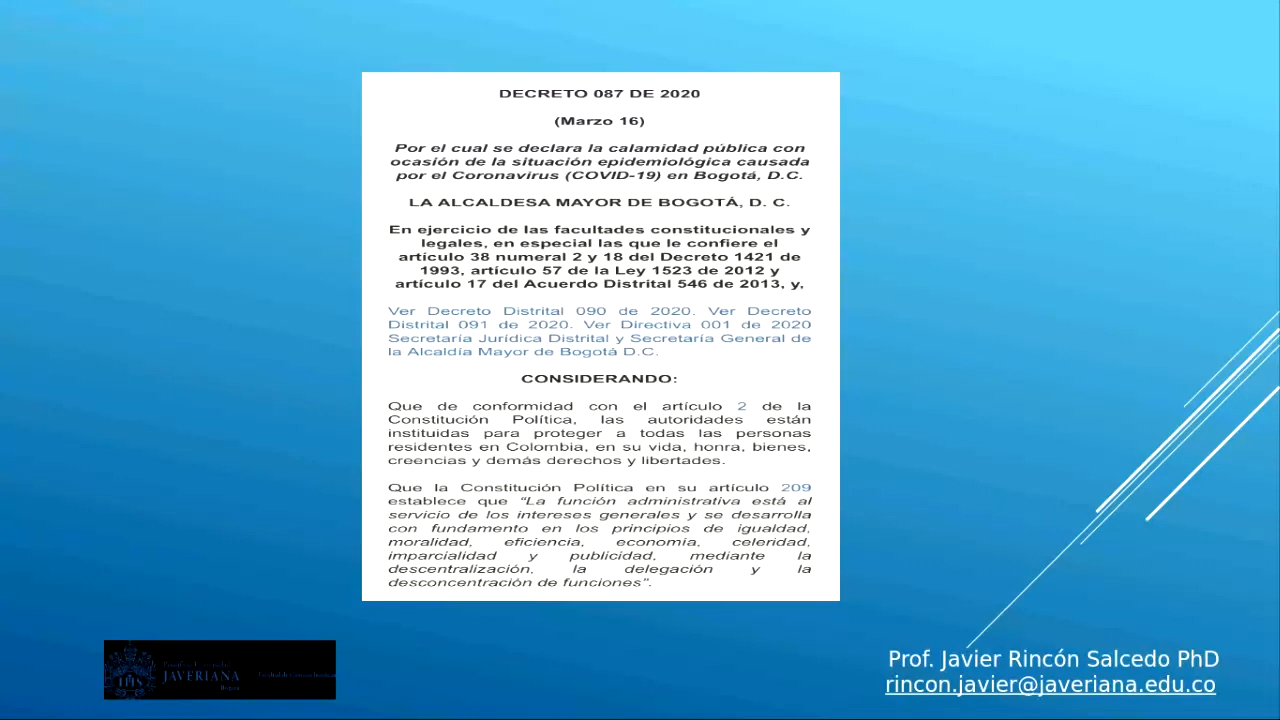 DECRETO 087 DE 2020
(Marzo 16)
Por el cual se declara la calamidad pública con
ocasión de la situación epidemiológica causada
por el Coronavirus (COVID-19) en Bogotá, D.C.
LA ALCALDESA MAYOR DE BOGOTÁ, D. C.
En ejercicio de las facultades constitucionales y
legales, en especial las que le confiere el
artículo 38 numeral 2 y 18 del Decreto 1421 de
1993, artículo 57 de la Ley 1523 de 2012 y
artículo 17 del Acuerdo Distrital 546 de 2013, y,
Ver Decreto Distrital 090 de 2020. Ver Decreto
Distrital 091 de 2020. Ver Directiva 001 de 2020
Secretaría Jurídica Distrital y Secretaría General de
la Alcaldía Mayor de Bogotá D.C.
CONSIDERANDO:
Que de conformidad con el artículo 2 de la
Constitución Política, las autoridades están
instituidas para proteger a todas las personas
residentes en Colombia, en su vida, honra, bienes,
creencias y demás derechos y libertades.
Que la Constitución Política en su artículo 209
establece que “La función administrativa está al
servicio de los intereses generales y se desarrolla
con fundamento en los principios de igualdad,
moralidad, eficiencia, economía, celeridad,
imparcialidad y publicidad, mediante la
descentralización, la delegación y la
desconcentración de funciones”.
JAVERIANA
Bogotá
Prof. Javier Rincón Salcedo PhD
rincon.javier@javeriana.edu.co